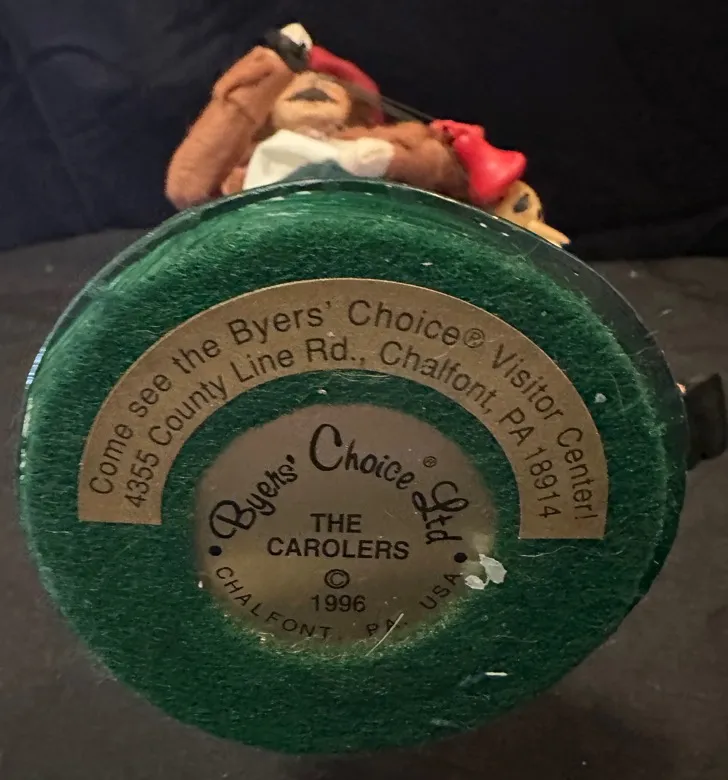 Come see the Byers' Choice® Visitor Center!
4355 County Line Rd., Chalfont, PA 18914
Byers' Choice® Ltd
THE
CAROLERS
©
1996
• CHALFONT, PA. USA •